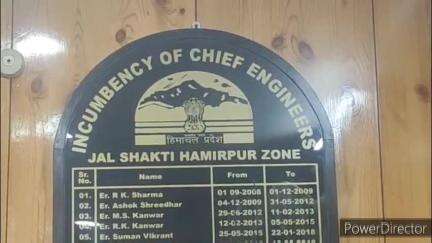 INCUMBENCY OF CHIEF ENGINEERS
हिमाचल प्रदेश
JAL SHAKTI HAMIRPUR ZONE
Sr. No. Name From To
01. Er. R K. Sharma 01 09-2008 01-12-2009
02. Er. Ashok Shreedhar 04-12-2009 31-05-2012
03. Er. M.S. Kanwar 29-06-2012 11-02-2013
04. Er. R.K. Kanwar 12-02-2013 02-05-2015
05. Er. Suman Vikrant 25-05-2015 22-01-2018
PowerDirector